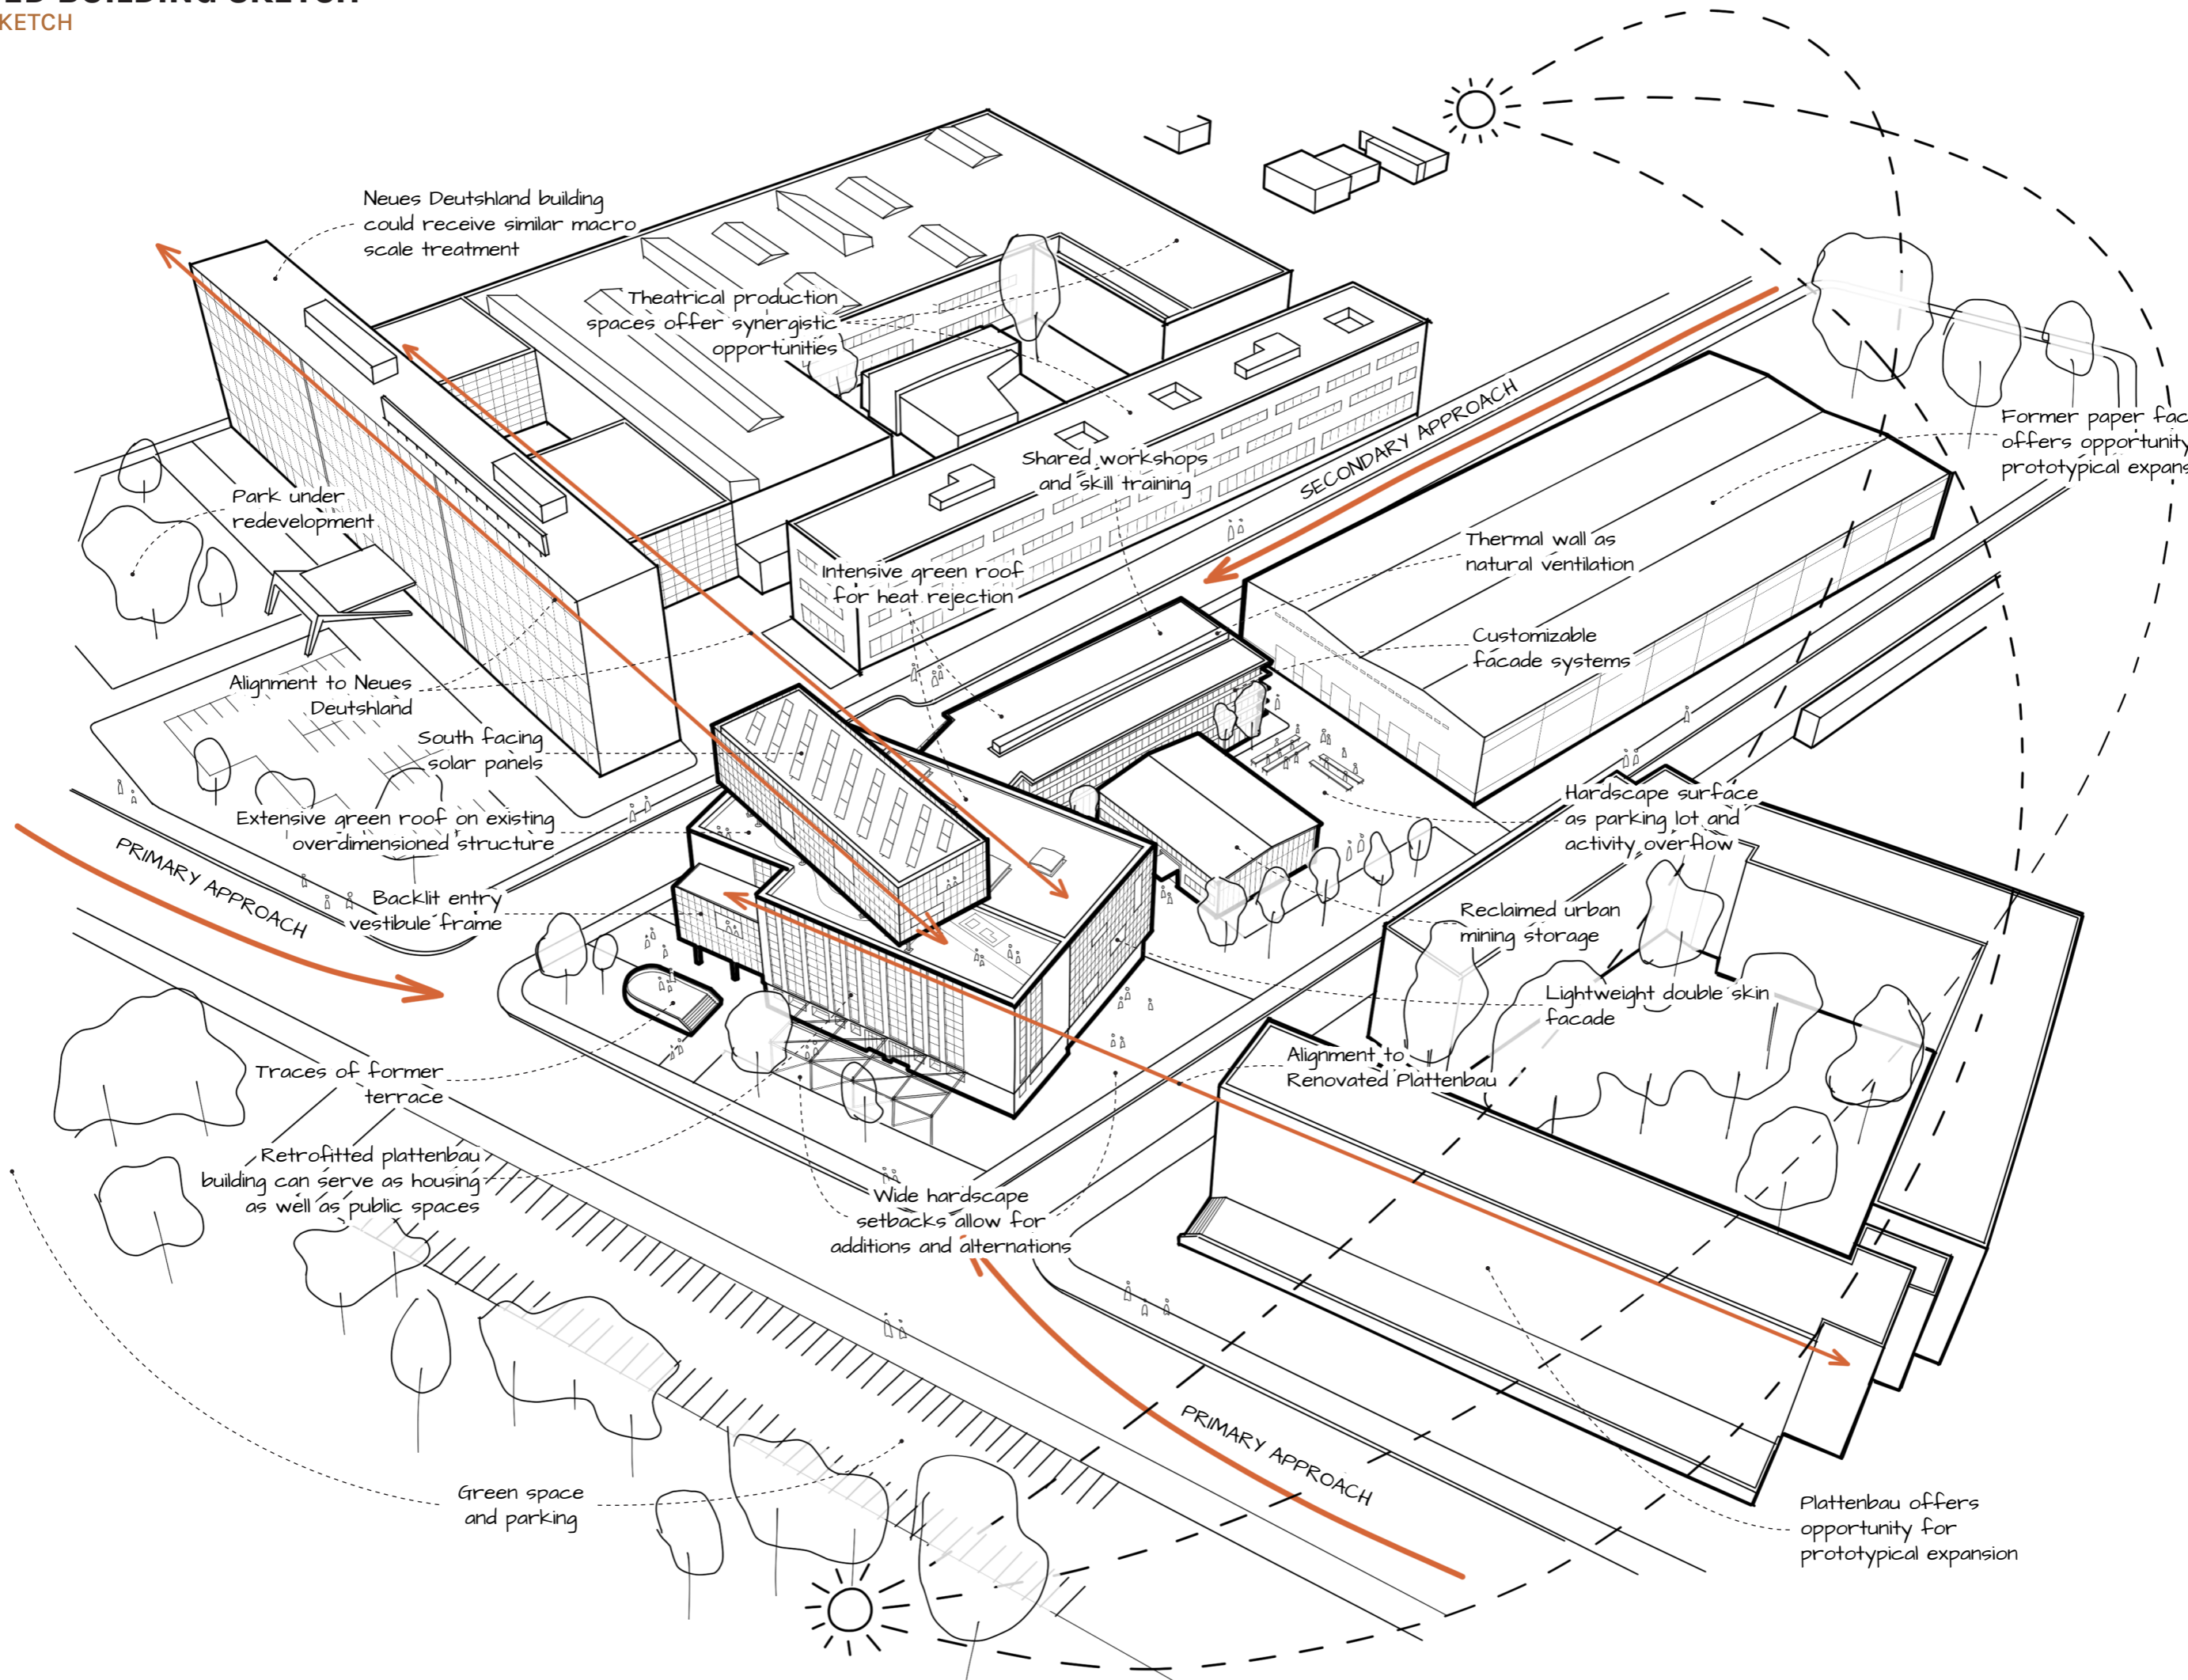 ED BUILDING SKETCH
KETCH
Neues Deutshland building
could receive similar macro
scale treatment
Theatrical production
spaces offer synergistic
opportunities
Former paper fac
offers opportunity
prototypical expans
SECONDARY APPROACH
Shared workshops
and skill training
Park under
redevelopment
Thermal wall as
natural ventilation
Intensive green roof
for heat rejection
Customizable
facade systems
Alignment to Neues
Deutshland
South facing
solar panels
Hardscape surface
as parking lot and
activity overflow
Extensive green roof on existing
overdimensioned structure
PRIMARY APPROACH
Backlit entry
vestibule frame
Reclaimed urban
mining storage
Lightweight double skin
facade
Alignment to
Renovated Plattenbau
Traces of former
terrace
Retrofitted plattenbau
building can serve as housing
as well as public spaces
Wide hardscape
setbacks allow for
additions and alternations
PRIMARY APPROACH
Green space
and parking
Plattenbau offers
opportunity for
prototypical expansion